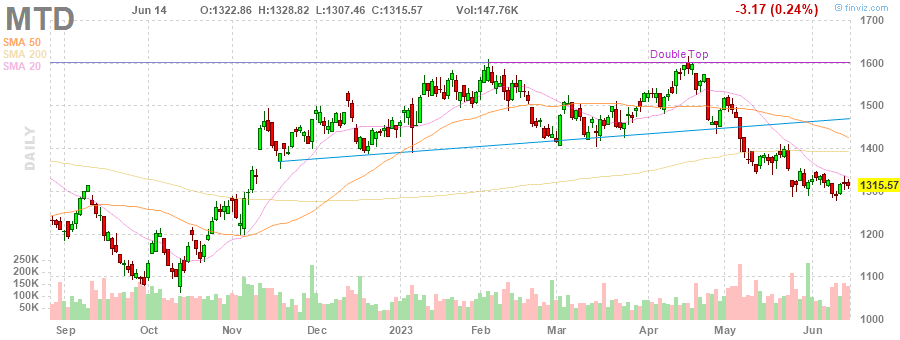 MTD
Jun 14 O:1322.86 H:1328.82 L:1307.46 C:1315.57 Vol:147.76K -3.17 (0.24%)
© finviz.com
SMA 50
SMA 200
SMA 20
DAILY
Double Top
1700
1600
1500
1400
1315.57
1300
1200
1100
1000
250K
200K
150K
100K
50K
Sep Oct Nov Dec 2023 Feb Mar Apr May Jun